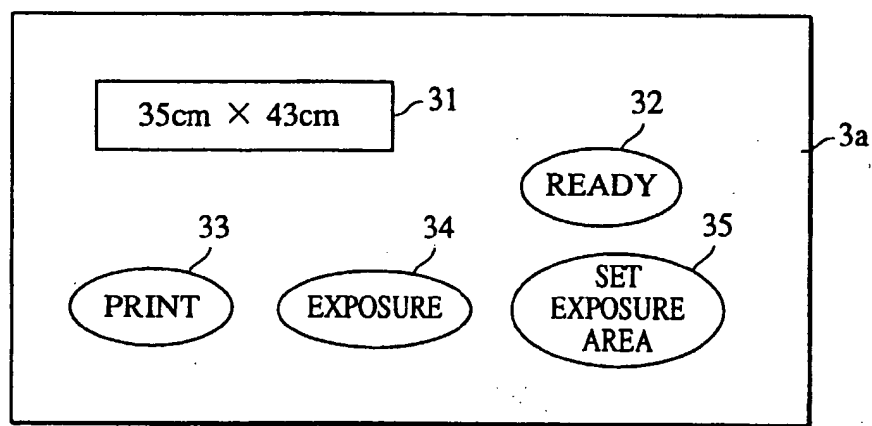 35cm × 43cm
31
32
3a
READY
33
34
35
PRINT
EXPOSURE
SET
EXPOSURE
AREA